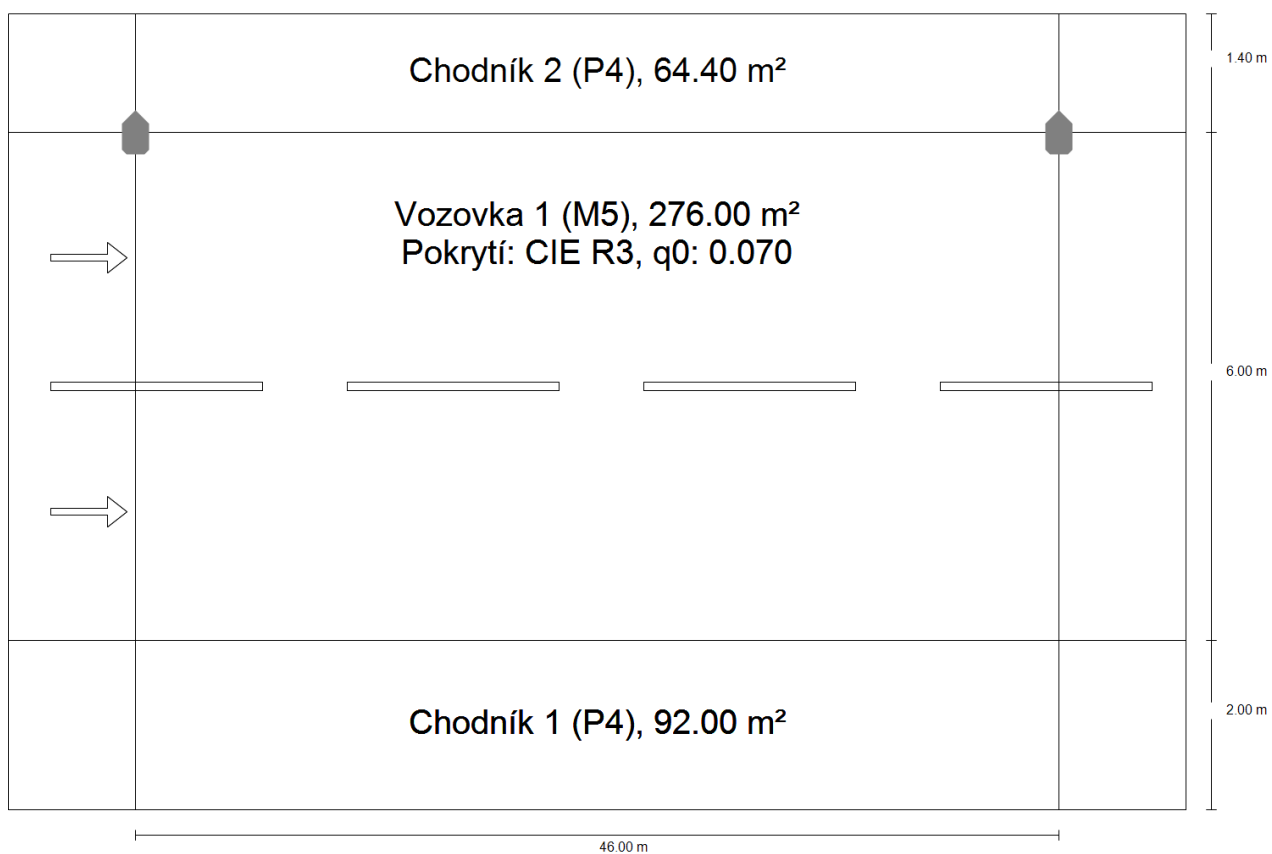 Chodník 2 (P4), 64.40 m²
1.40 m
Vozovka 1 (M5), 276.00 m²
Pokrytí: CIE R3, q0: 0.070
6.00 m
Chodník 1 (P4), 92.00 m²
2.00 m
46.00 m